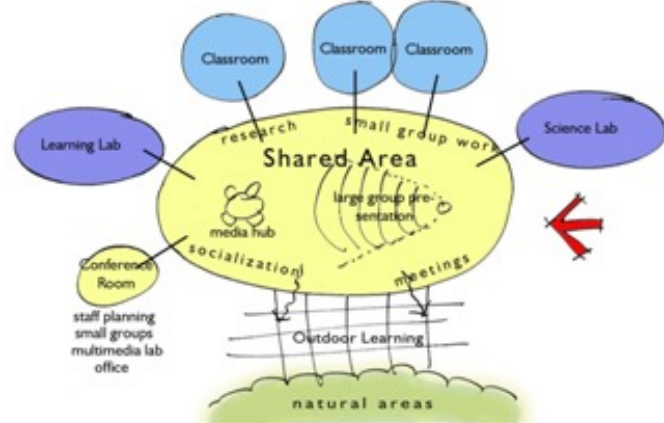 Classroom
Classroom
Classroom
Learning Lab
research
small group work
Science Lab
Shared Area
large group pre-
sentation
media hub
socialization
meetings
Conference
Room
staff planning
small groups
multimedia lab
office
Outdoor Learning
natural areas